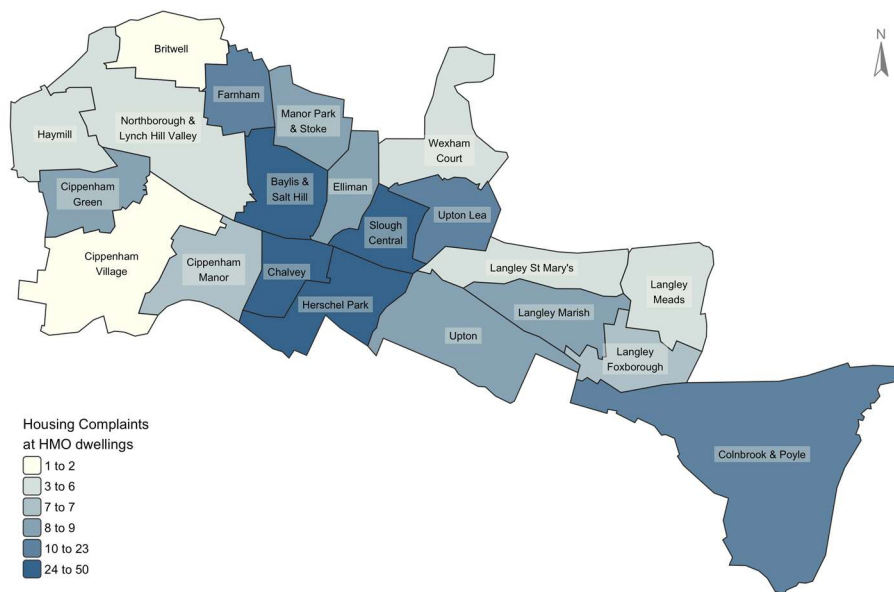 N
Britwell
Farnham
Manor Park
& Stoke
Northborough &
Lynch Hill Valley
Haymill
Wexham
Court
Cippenham
Green
Baylis &
Salt Hill
Elliman
Upton Lea
Slough
Central
Cippenham
Village
Cippenham
Manor
Chalvey
Langley St Mary's
Langley
Meads
Herschel Park
Langley Marish
Upton
Langley
Foxborough
Colnbrook & Poyle
Housing Complaints
at HMO dwellings
1 to 2
3 to 6
7 to 7
8 to 9
10 to 23
24 to 50